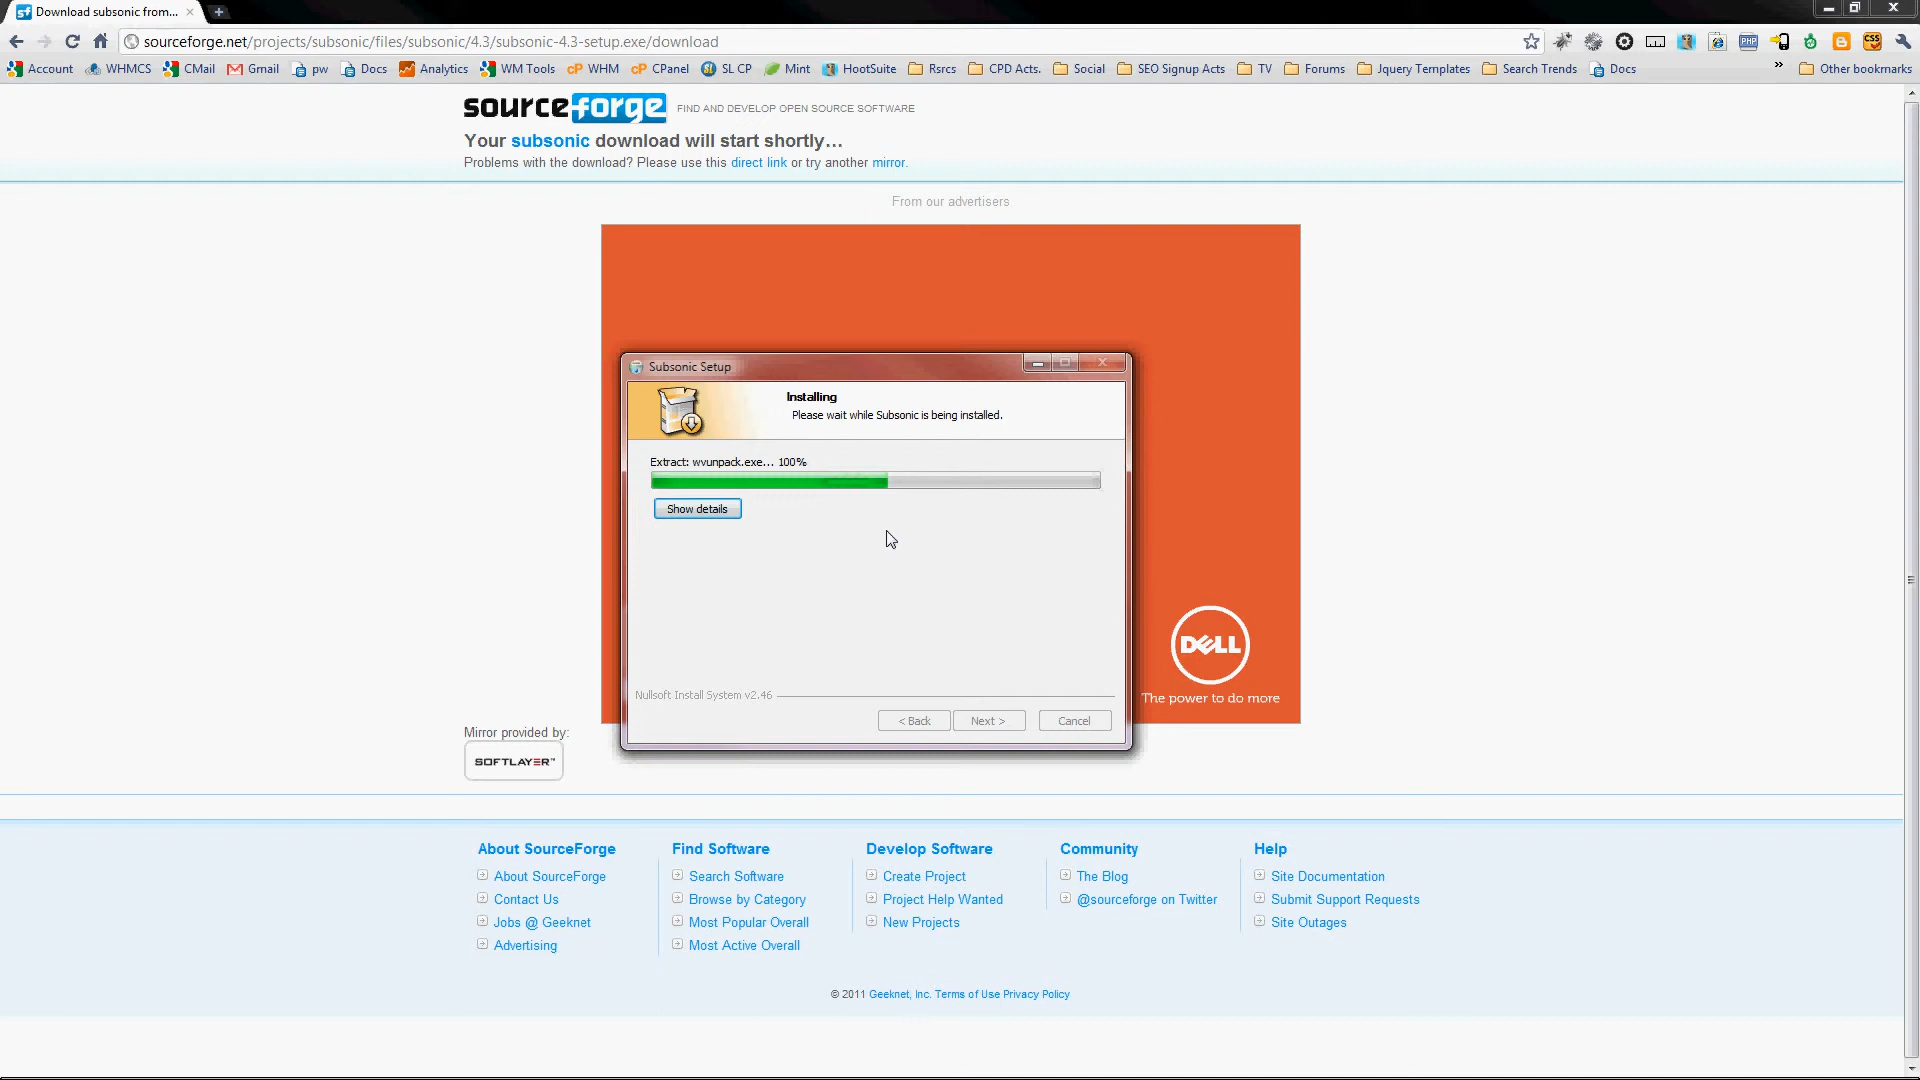 Download subsonic from...
sourceforge.net/projects/subsonic/files/subsonic/4.3/subsonic-4.3-setup.exe/download
Account WHMCS CMail Gmail pw Docs Analytics WM Tools WHM CPanel SL CP Mint HootSuite Rsrcs CPD Acts. Social SEO Signup Acts TV Forums Jquery Templates Search Trends Docs » Other bookmarks
sourceforge FIND AND DEVELOP OPEN SOURCE SOFTWARE
Your subsonic download will start shortly...
Problems with the download? Please use this direct link or try another mirror.
From our advertisers
Subsonic Setup
Installing
Please wait while Subsonic is being installed.
Extract: wvunpack.exe... 100%
Show details
Nullsoft Install System v2.46
< Back Next > Cancel
DELL
The power to do more
Mirror provided by:
SOFTLAYER™
About SourceForge
About SourceForge
Contact Us
Jobs @ Geeknet
Advertising
Find Software
Search Software
Browse by Category
Most Popular Overall
Most Active Overall
Develop Software
Create Project
Project Help Wanted
New Projects
Community
The Blog
@sourceforge on Twitter
Help
Site Documentation
Submit Support Requests
Site Outages
© 2011 Geeknet, Inc. Terms of Use Privacy Policy